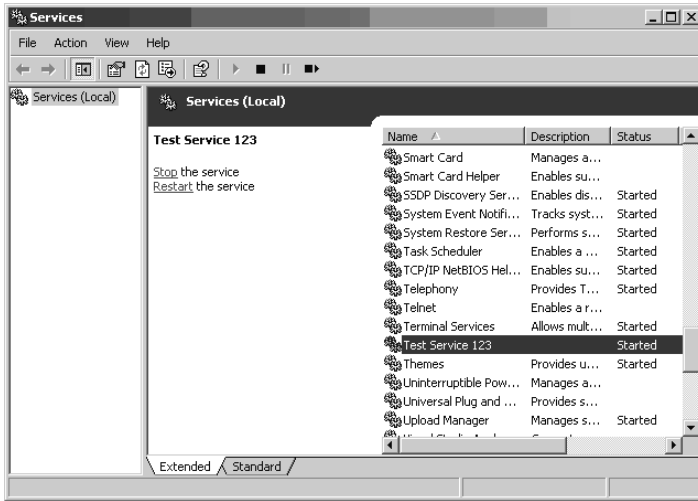 Services
File Action View Help
Services (Local)
Services (Local)
Test Service 123
Stop the service
Restart the service
Name Description Status
Smart Card Manages a...
Smart Card Helper Enables su...
SSDP Discovery Ser... Enables dis... Started
System Event Notifi... Tracks syst... Started
System Restore Ser... Performs s... Started
Task Scheduler Enables a ... Started
TCP/IP NetBIOS Hel... Enables su... Started
Telephony Provides T... Started
Telnet Enables a r...
Terminal Services Allows mult... Started
Test Service 123 Started
Themes Provides u... Started
Uninterruptible Pow... Manages a...
Universal Plug and ... Provides s...
Upload Manager Manages s... Started
Extended Standard